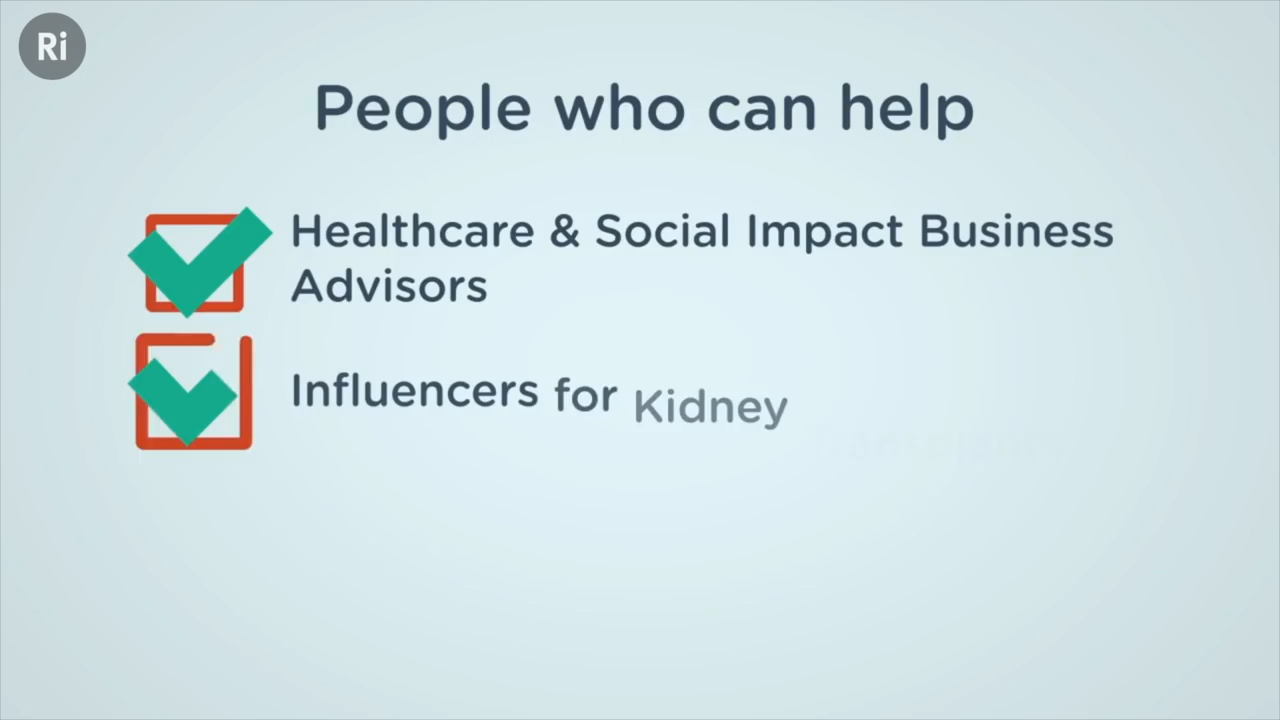 Ri
People who can help
Healthcare & Social Impact Business
Advisors
Influencers for Kidney